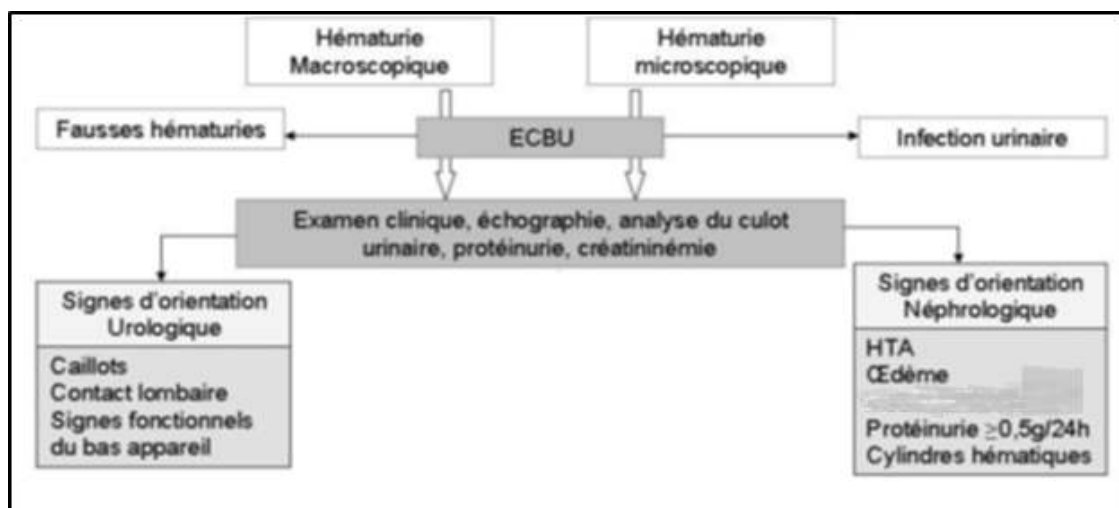 Hématurie
Macroscopique
Hématurie
microscopique
Fausses hématuries
ECBU
Infection urinaire
Examen clinique, échographie, analyse du culot
urinaire, protéinurie, créatininémie
Signes d'orientation
Urologique
Caillots
Contact lombaire
Signes fonctionnels
du bas appareil
Signes d'orientation
Néphrologique
HTA
Œdème
Protéinurie ≥0,5g/24h
Cylindres hématiques